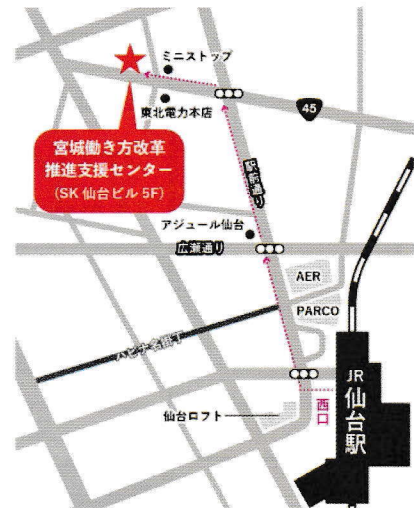 ミニストップ
東北電力本店
45
宮城働き方改革
推進支援センター
(SK 仙台ビル 5F)
駅前通り
アジュール仙台
広瀬通り
AER
PARCO
ハピナ名掛丁
仙台ロフト
西口
JR
仙台駅